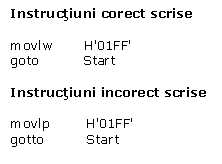 Instrucţiuni corect scrise
movlw H'01FF'
goto Start
Instrucţiuni incorect scrise
movlp H'01FF'
gotto Start